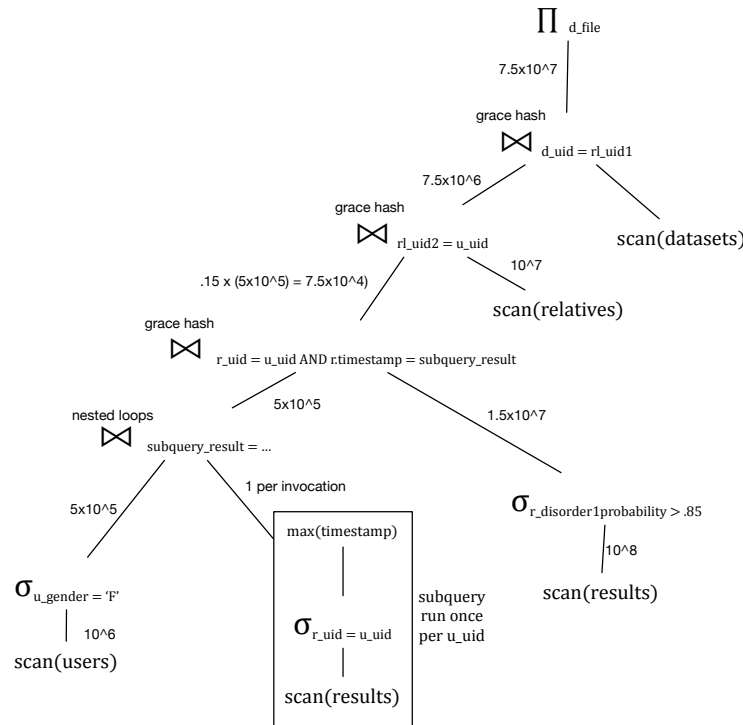 ∏ d_file
7.5x10^7
grace hash
⋈ d_uid = rl_uid1
7.5x10^6
grace hash
scan(datasets)
⋈ rl_uid2 = u_uid
10^7
.15 x (5x10^5) = 7.5x10^4)
scan(relatives)
grace hash
⋈ r_uid = u_uid AND r.timestamp = subquery_result
5x10^5
1.5x10^7
nested loops
⋈ subquery_result = ...
1 per invocation
5x10^5
σ r_disorder1probability > .85
max(timestamp)
10^8
σ u_gender = 'F'
scan(results)
subquery
run once
per u_uid
σ r_uid = u_uid
10^6
scan(users)
scan(results)